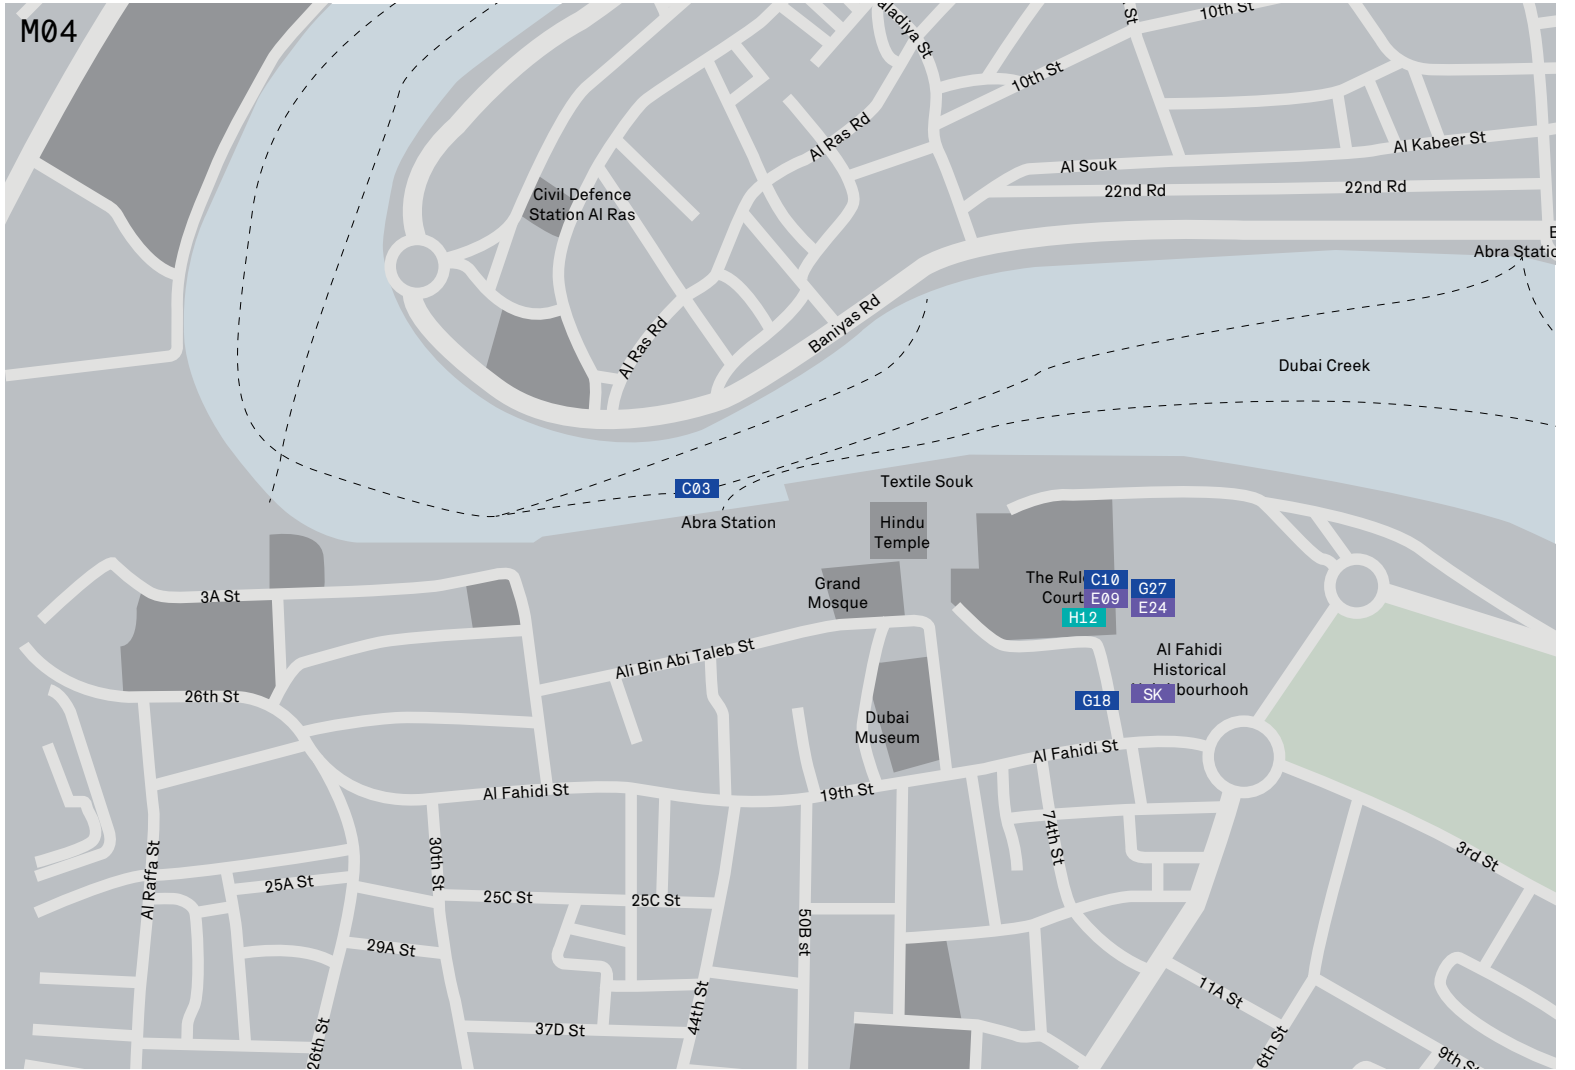 M04
aladiya St
St
10th St
10th St
Al Ras Rd
Al Kabeer St
Al Souk
22nd Rd
22nd Rd
Civil Defence
Station Al Ras
Abra Static
Al Ras Rd
Baniyas Rd
Dubai Creek
C03
Textile Souk
Abra Station
Hindu
Temple
Grand
Mosque
The Rul
Court
C10
E09
G27
E24
H12
3A St
Ali Bin Abi Taleb St
Al Fahidi
Historical
bourhooh
SK
G18
26th St
Dubai
Museum
Al Fahidi St
Al Fahidi St
19th St
74th St
3rd St
30th St
Al Raffa St
25A St
25C St
25C St
50B st
29A St
44th St
11A St
37D St
26th St
6th St
9th St